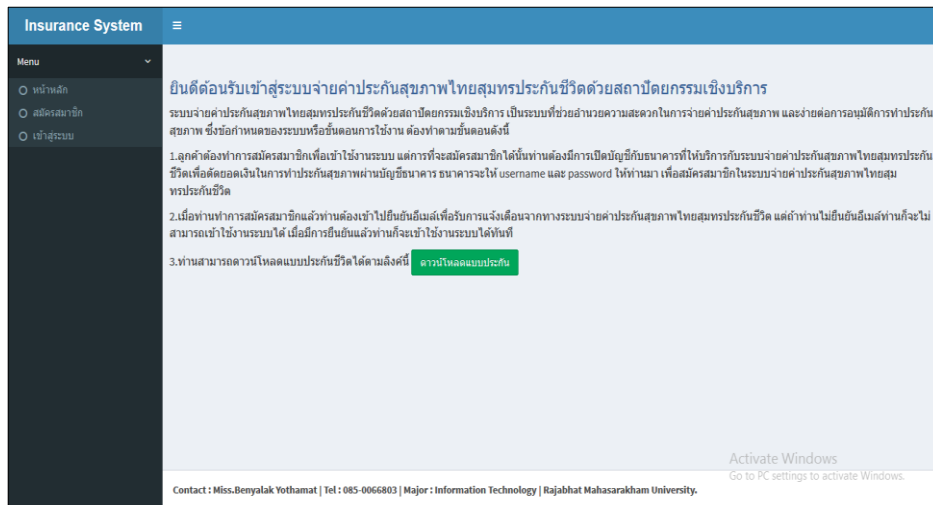 Insurance System
Menu
หน้าหลัก
สมัครสมาชิก
เข้าสู่ระบบ
ยินดีต้อนรับเข้าสู่ระบบจ่ายค่าประกันสุขภาพไทยสมุทรประกันชีวิตด้วยสถาปัตยกรรมเชิงบริการ
ระบบจ่ายค่าประกันสุขภาพไทยสมุทรประกันชีวิตด้วยสถาปัตยกรรมเชิงบริการ เป็นระบบที่ช่วยอำนวยความสะดวกในการจ่ายค่าประกันสุขภาพ และง่ายต่อการอนุมัติการทำประกัน
สุขภาพ ซึ่งข้อกำหนดของระบบหรือขั้นตอนการใช้งาน ต้องทำตามขั้นตอนดังนี้
1.ลูกค้าต้องทำการสมัครสมาชิกเพื่อเข้าใช้งานระบบ แต่การที่จะสมัครสมาชิกได้นั้นท่านต้องมีการเปิดบัญชีกับธนาคารที่ให้บริการกับระบบจ่ายค่าประกันสุขภาพไทยสมุทรประกัน
ชีวิตเพื่อตัดยอดเงินในการทำประกันสุขภาพผ่านบัญชีธนาคาร ธนาคารจะให้ username และ password ให้ท่านมา เพื่อสมัครสมาชิกในระบบจ่ายค่าประกันสุขภาพไทยสมุ
ทรประกันชีวิต
2.เมื่อท่านทำการสมัครสมาชิกแล้วท่านต้องเข้าไปยืนยันอีเมล์เพื่อรับการแจ้งเตือนจากทางระบบจ่ายค่าประกันสุขภาพไทยสมุทรประกันชีวิต แต่ถ้าท่านไม่ยืนยันอีเมล์ท่านก็จะไม่
สามารถเข้าใช้งานระบบได้ เมื่อมีการยืนยันแล้วท่านก็จะเข้าใช้งานระบบได้ทันที
3.ท่านสามารถดาวน์โหลดแบบประกันชีวิตได้ตามลิงค์นี้ ดาวน์โหลดแบบประกัน
Activate Windows
Go to PC settings to activate Windows.
Contact : Miss.Benyalak Yothamat | Tel : 085-0066803 | Major : Information Technology | Rajabhat Mahasarakham University.